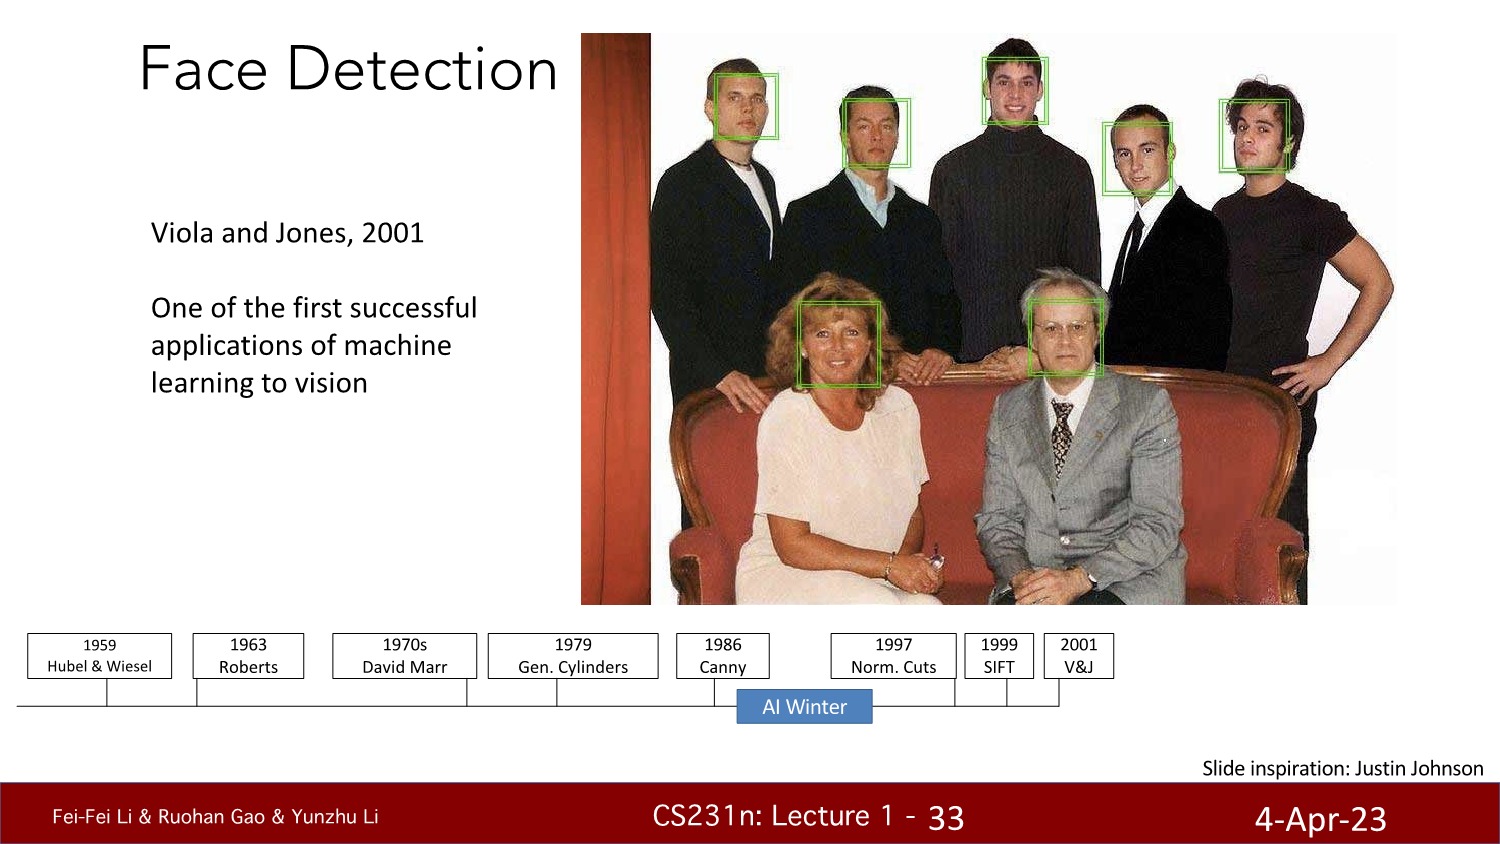 Face Detection
Viola and Jones, 2001
One of the first successful
applications of machine
learning to vision
1959
Hubel & Wiesel
1963
Roberts
1970s
David Marr
1979
Gen. Cylinders
1986
Canny
1997
Norm. Cuts
1999
SIFT
2001
V&J
AI Winter
Slide inspiration: Justin Johnson
Fei-Fei Li & Ruohan Gao & Yunzhu Li
CS231n: Lecture 1 - 33
4-Apr-23